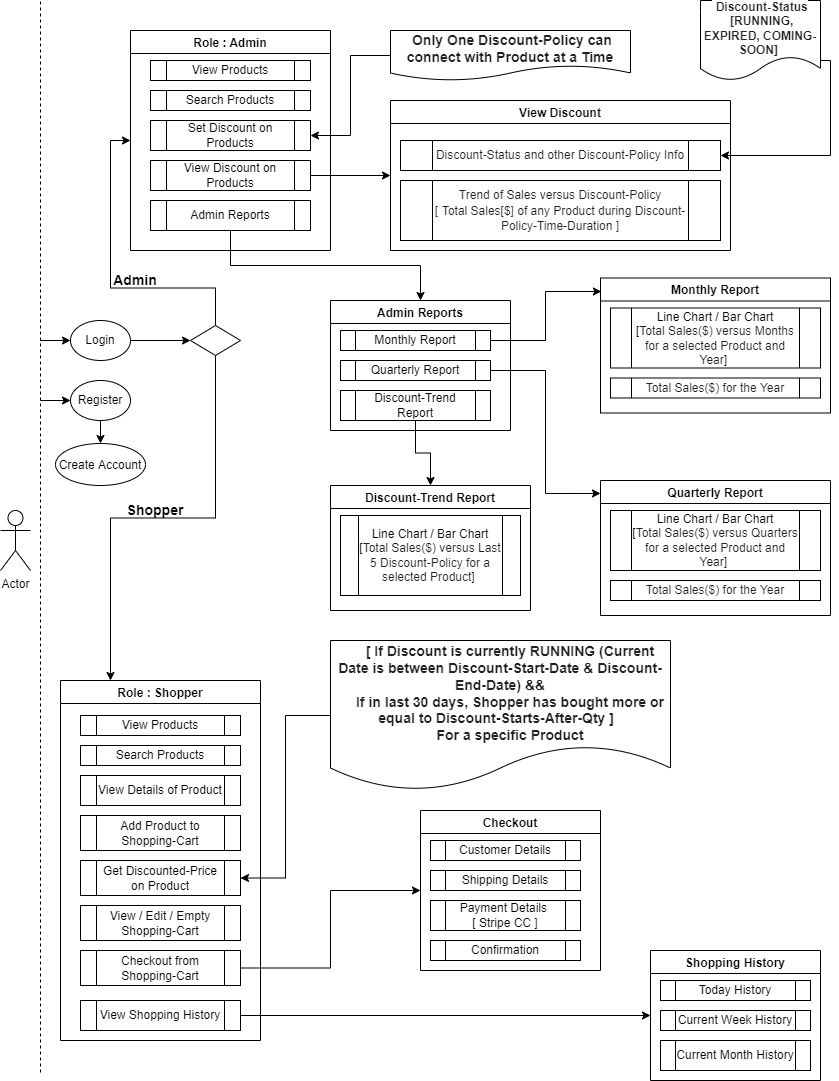 Discount-Status
[RUNNING,
EXPIRED, COMING-
SOON]
Role : Admin
View Products
Search Products
Set Discount on
Products
View Discount on
Products
Admin Reports
Only One Discount-Policy can
connect with Product at a Time
View Discount
Discount-Status and other Discount-Policy Info
Trend of Sales versus Discount-Policy
[ Total Sales[$] of any Product during Discount-
Policy-Time-Duration ]
Admin
Login
Register
Create Account
Shopper
Actor
Admin Reports
Monthly Report
Quarterly Report
Discount-Trend
Report
Monthly Report
Line Chart / Bar Chart
[Total Sales($) versus Months
for a selected Product and
Year]
Total Sales($) for the Year
Discount-Trend Report
Line Chart / Bar Chart
[Total Sales($) versus Last
5 Discount-Policy for a
selected Product]
Quarterly Report
Line Chart / Bar Chart
[Total Sales($) versus Quarters
for a selected Product and
Year]
Total Sales($) for the Year
[ If Discount is currently RUNNING (Current
Date is between Discount-Start-Date & Discount-
End-Date) &&
If in last 30 days, Shopper has bought more or
equal to Discount-Starts-After-Qty ]
For a specific Product
Role : Shopper
View Products
Search Products
View Details of Product
Add Product to
Shopping-Cart
Get Discounted-Price
on Product
View / Edit / Empty
Shopping-Cart
Checkout from
Shopping-Cart
View Shopping History
Checkout
Customer Details
Shipping Details
Payment Details
[ Stripe CC ]
Confirmation
Shopping History
Today History
Current Week History
Current Month History